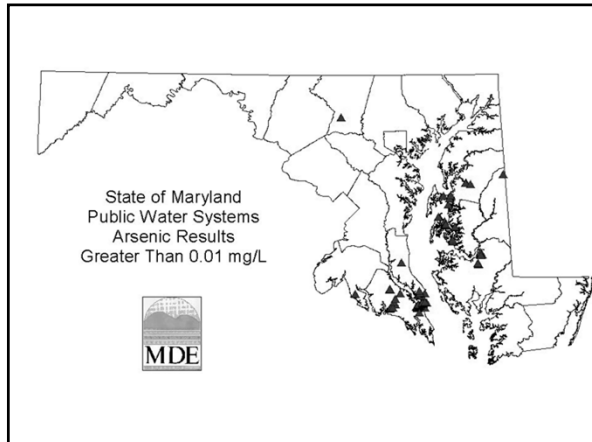 State of Maryland
Public Water Systems
Arsenic Results
Greater Than 0.01 mg/L
MDE